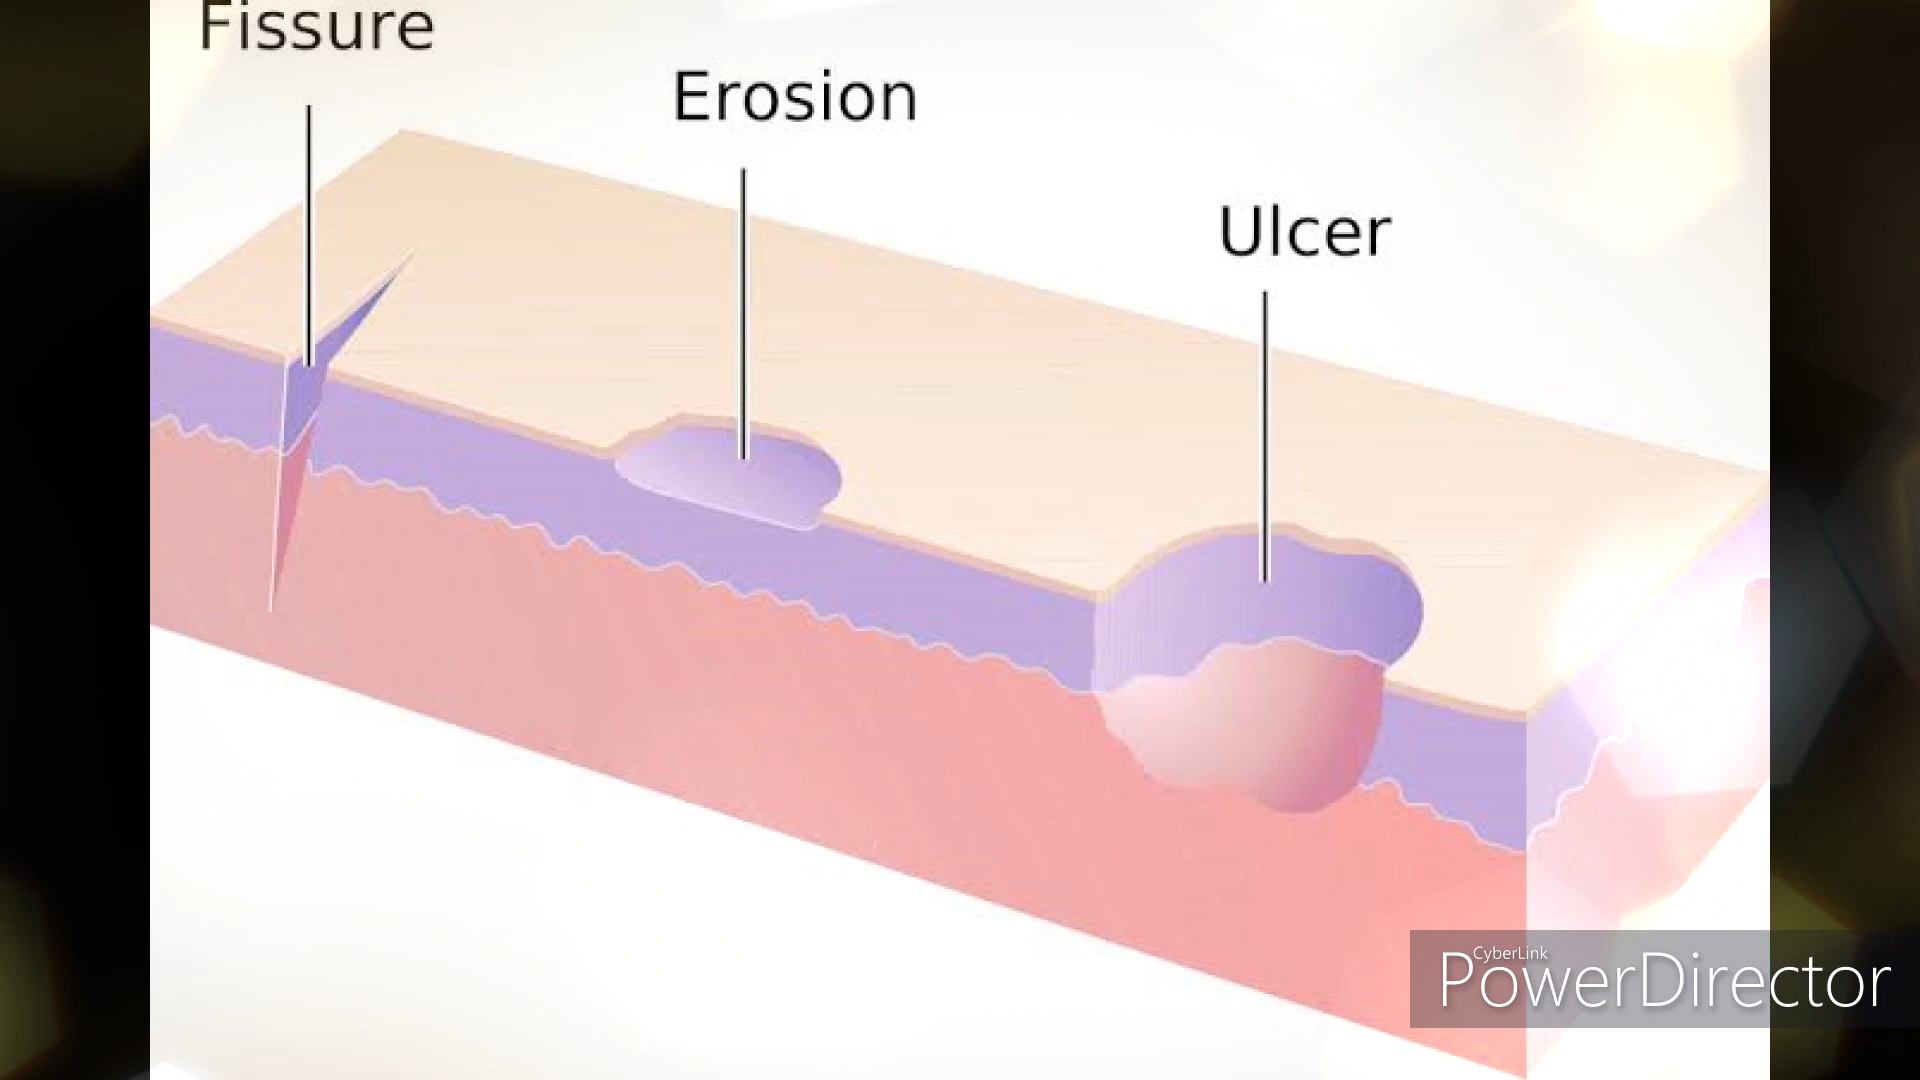 Fissure
Erosion
Ulcer
CyberLink
PowerDirector